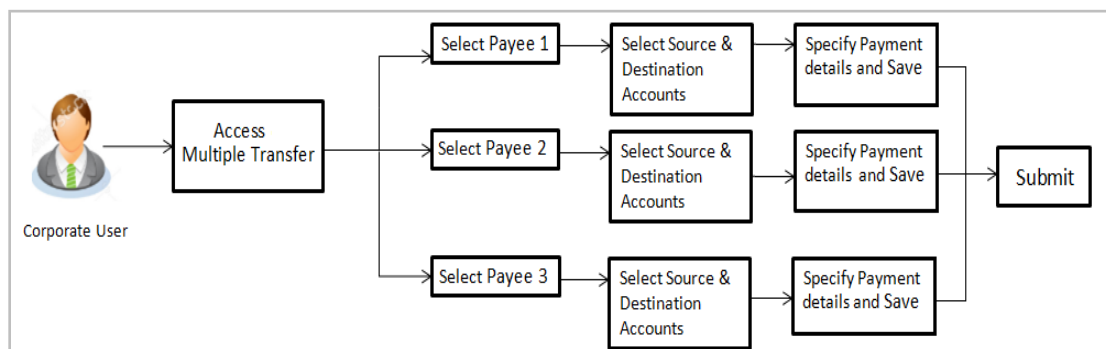 Corporate User
Access
Multiple Transfer
Select Payee 1
Select Source &
Destination
Accounts
Specify Payment
details and Save
Select Payee 2
Select Source &
Destination
Accounts
Specify Payment
details and Save
Select Payee 3
Select Source &
Destination
Accounts
Specify Payment
details and Save
Submit